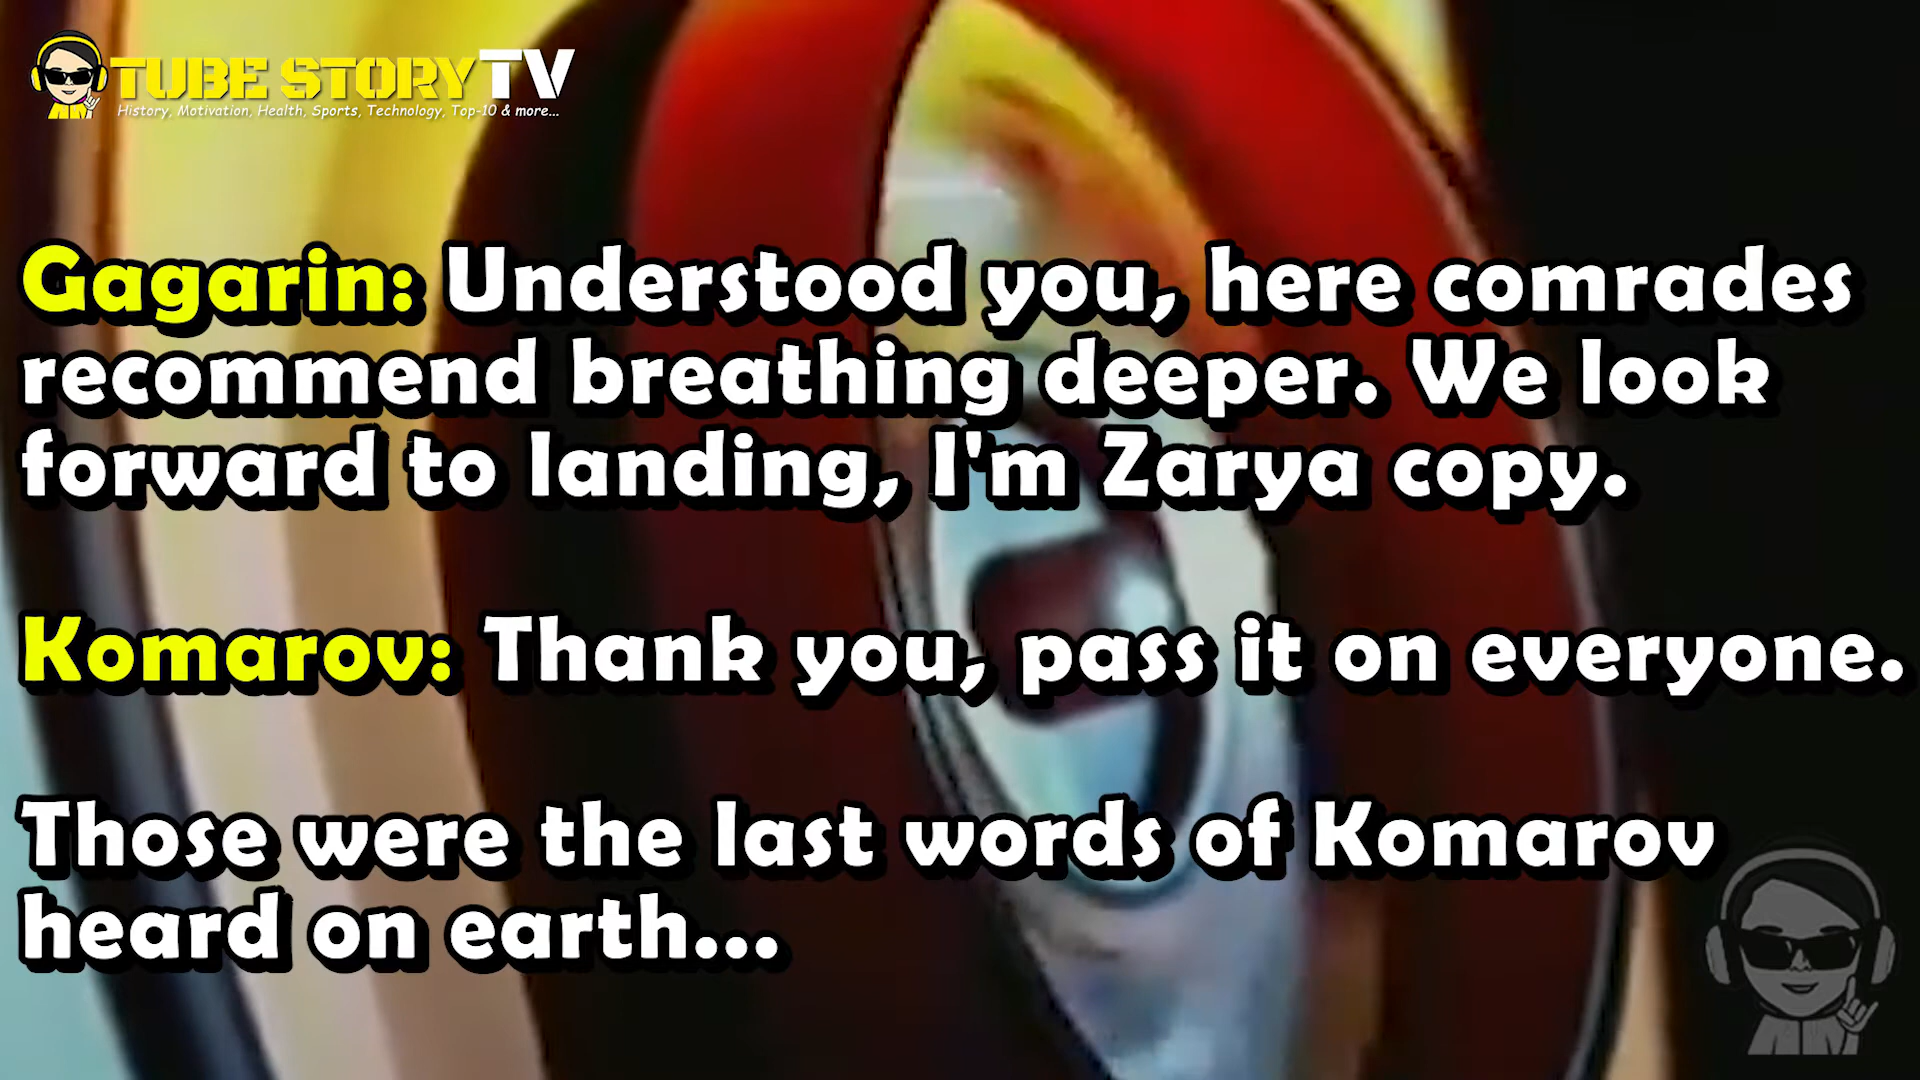 TUBE STORY TV
History, Motivation, Health, Sports, Technology, Top-10 & more...
Gagarin: Understood you, here comrades
recommend breathing deeper. We look
forward to landing, I'm Zarya copy.
Komarov: Thank you, pass it on everyone.
Those were the last words of Komarov
heard on earth...